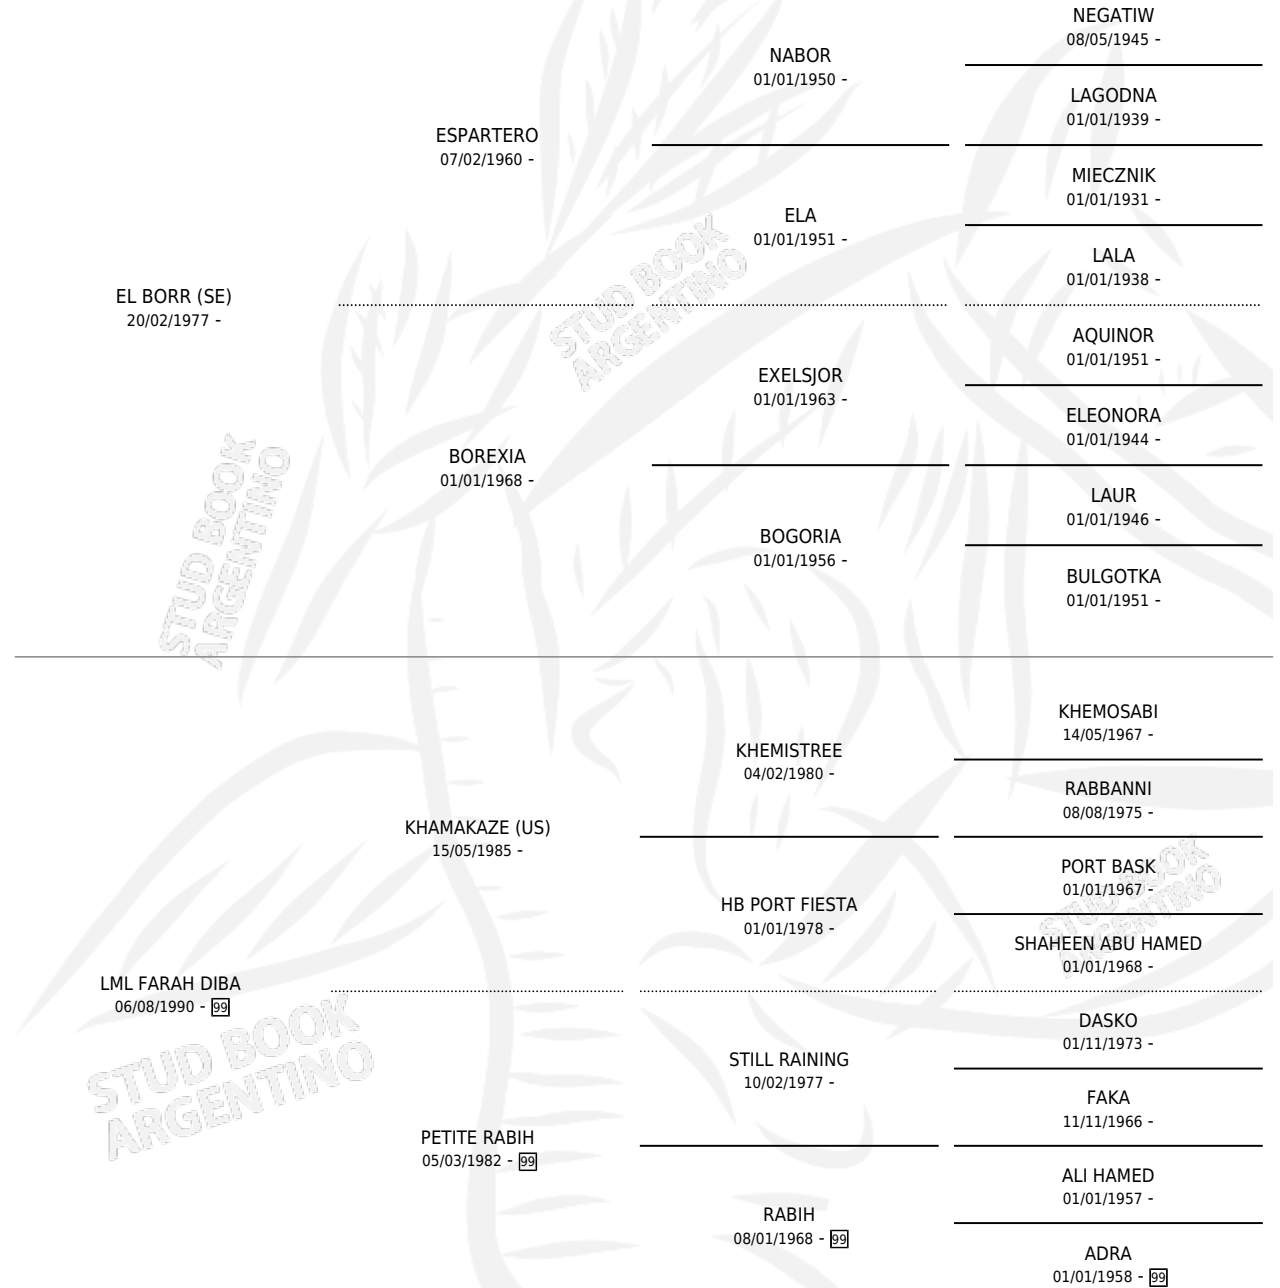 NEGATIW
08/05/1945 -
NABOR
01/01/1950 -
LAGODNA
01/01/1939 -
ESPARTERO
07/02/1960 -
MIECZNIK
01/01/1931 -
ELA
01/01/1951 -
LALA
01/01/1938 -
EL BORR (SE)
20/02/1977 -
STUD BOOK
ARGENTINO
AQUINOR
01/01/1951 -
EXELSJOR
01/01/1963 -
ELEONORA
01/01/1944 -
BOREXIA
01/01/1968 -
LAUR
01/01/1946 -
BOGORIA
01/01/1956 -
BULGOTKA
01/01/1951 -
STUD BOOK
ARGENTINO
KHEMOSABI
14/05/1967 -
KHEMISTREE
04/02/1980 -
RABBANNI
08/08/1975 -
KHAMAKAZE (US)
15/05/1985 -
PORT BASK
01/01/1967 -
HB PORT FIESTA
01/01/1978 -
SHAHEEN ABU HAMED
01/01/1968 -
STUD BOOK
ARGENTINO
LML FARAH DIBA
06/08/1990 - 99
DASKO
01/11/1973 -
STILL RAINING
10/02/1977 -
FAKA
11/11/1966 -
STUD BOOK
ARGENTINO
PETITE RABIH
05/03/1982 - 99
ALI HAMED
01/01/1957 -
RABIH
08/01/1968 - 99
ADRA
01/01/1958 - 99